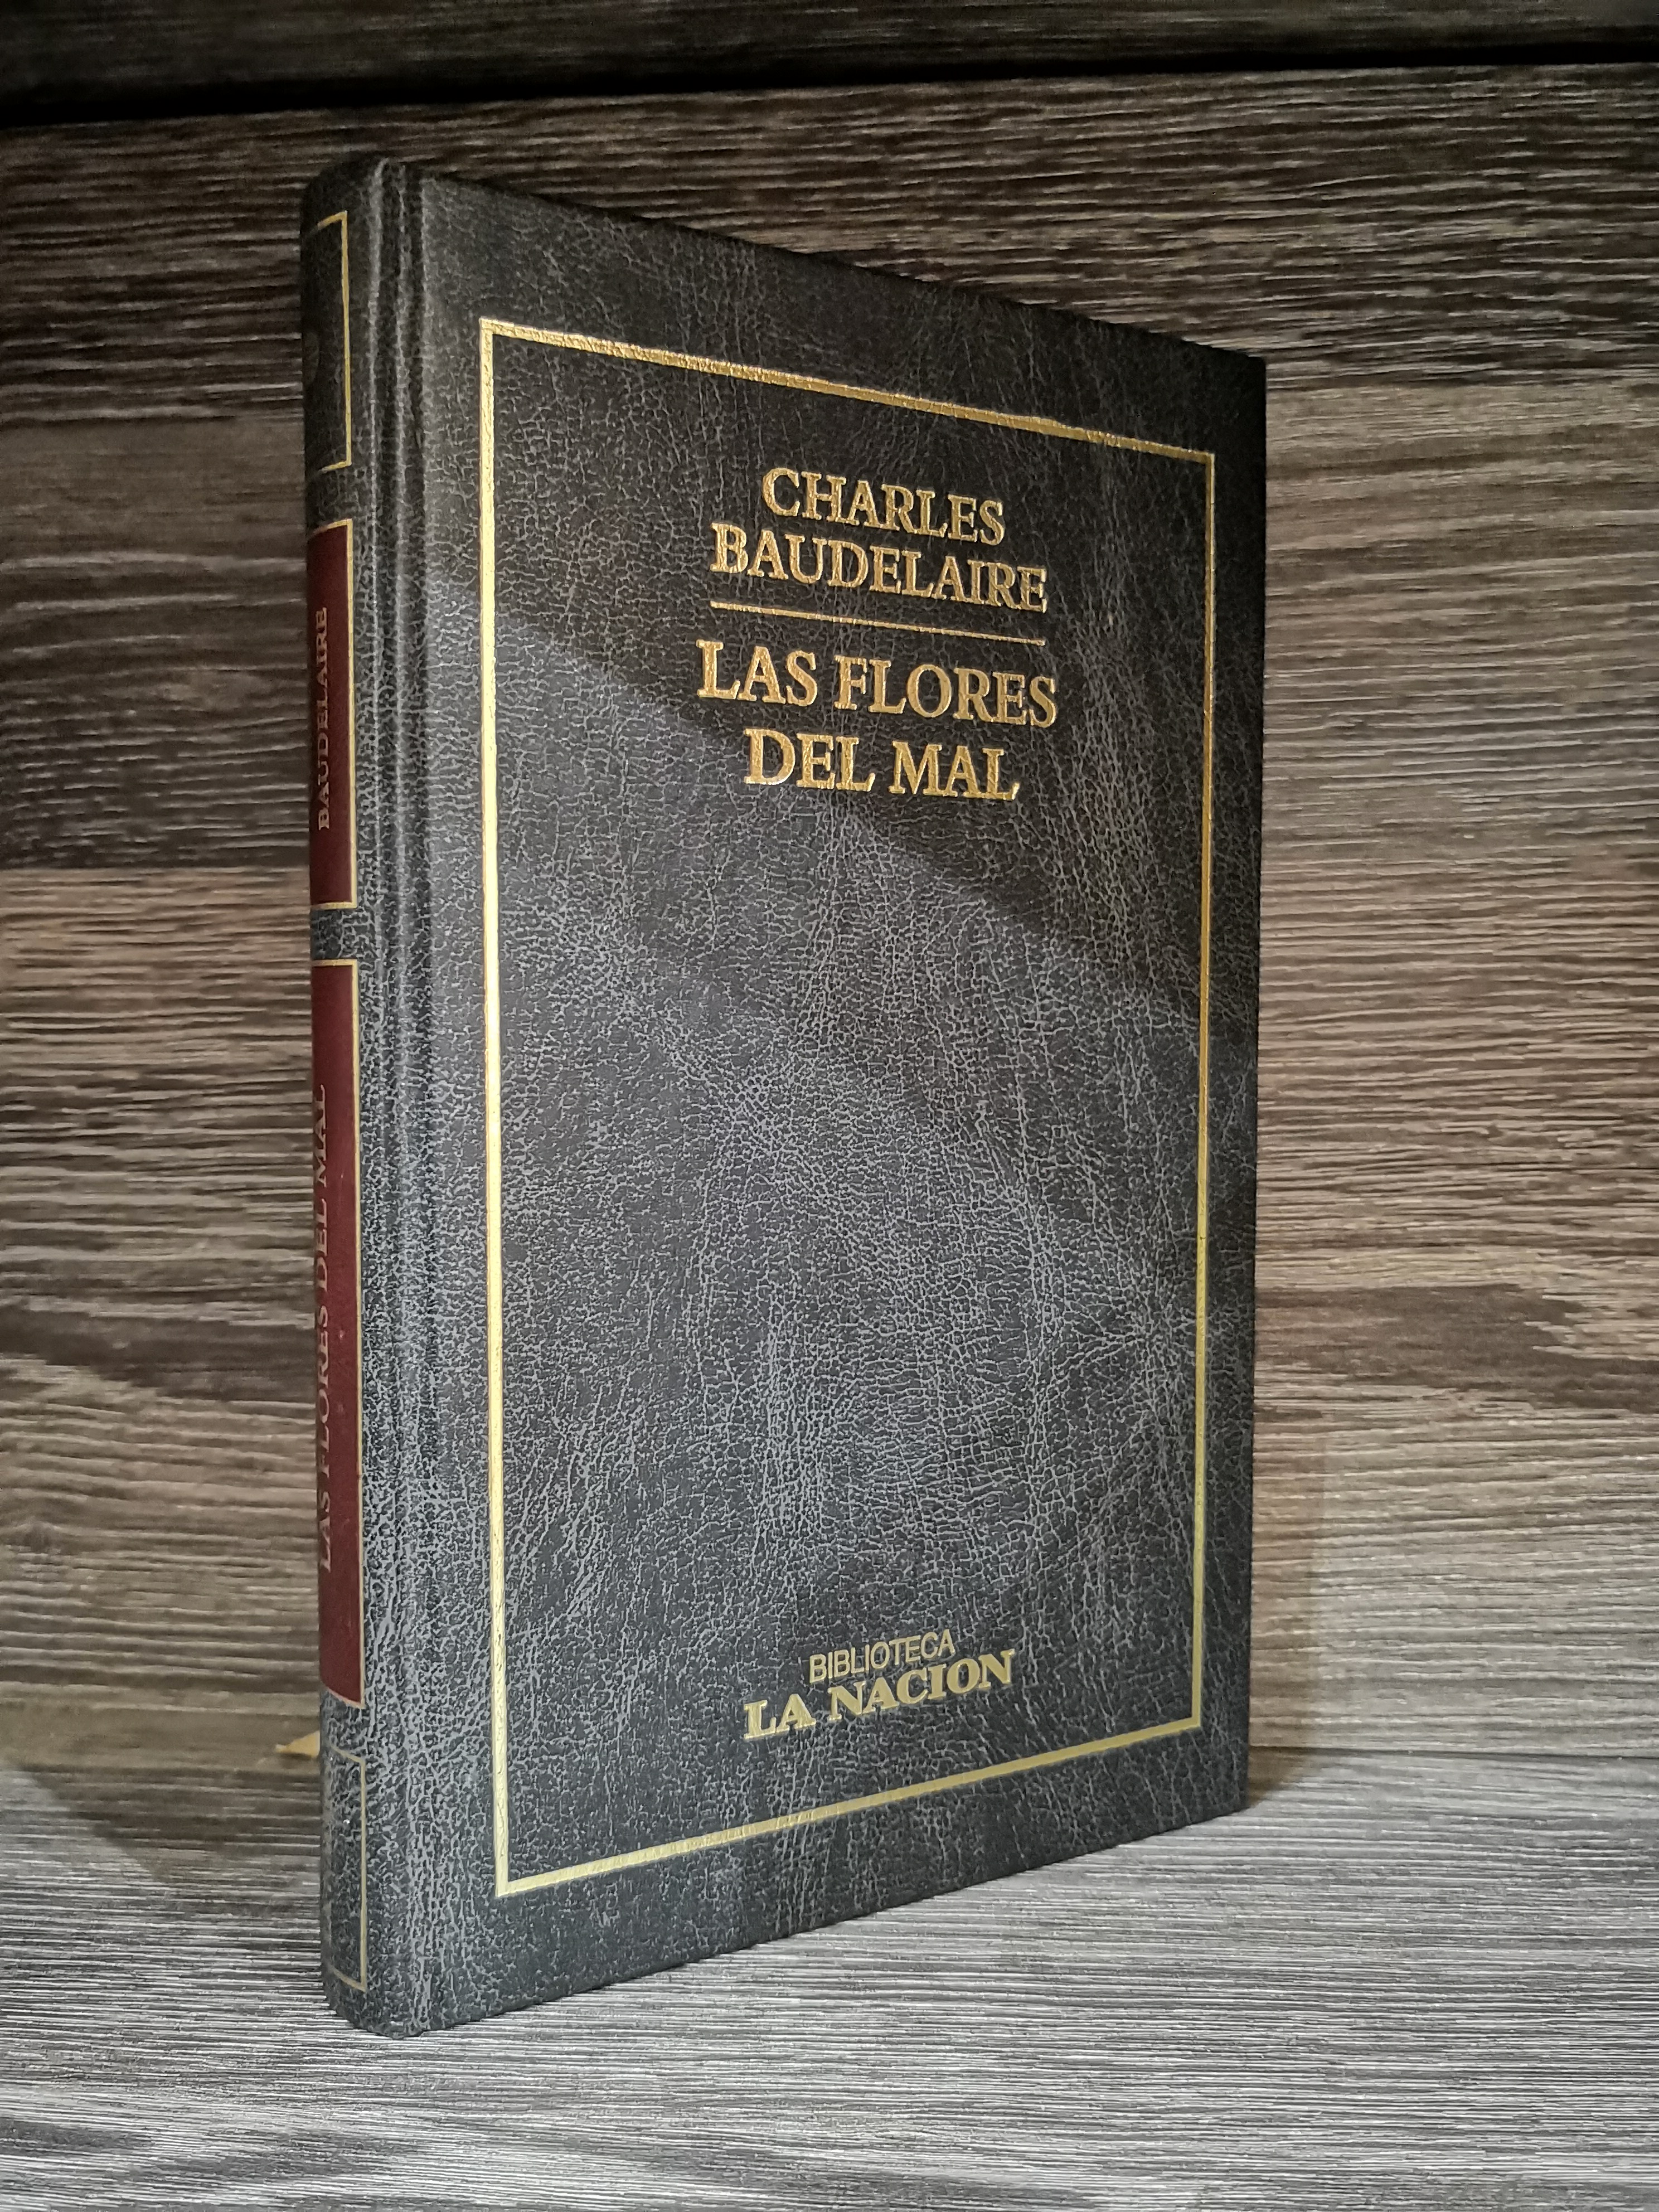 CHARLES
BAUDELAIRE
LAS FLORES
DEL MAL
BIBLIOTECA
LA NACION
BAUDELAIRE
LAS FLORES DEL MAL